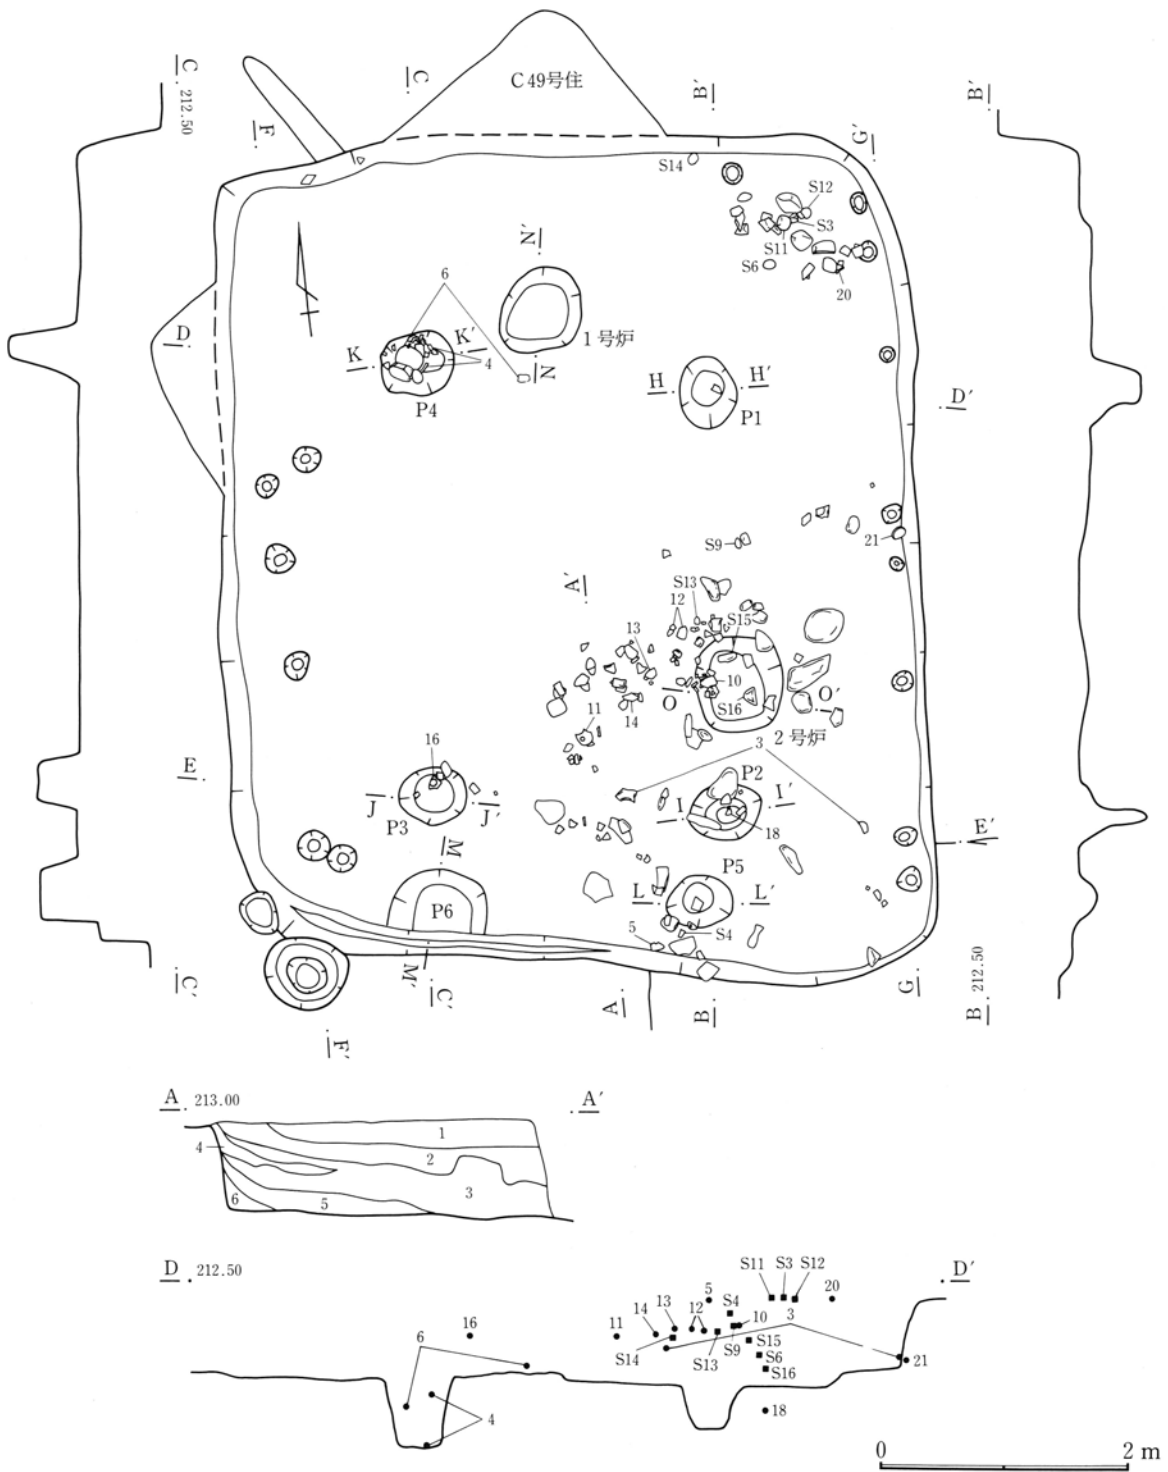 C49号住
C
212.50
C
F
B′
B′
G′
S14
S12
S3
S11
S6
20
N′
6
1号炉
D
K
K′
4
N
P4
H
H′
P1
D′
S9
21
A′
S13
12
S15
13
10
O
S16
O′
14
11
2号炉
3
16
E
P2
J
J′
P3
I
I′
18
E′
M
P5
P6
L
L′
5
S4
M′
C′
C′
A
B
G
B
212.50
F′
A
213.00
A′
1
4
2
3
6
5
D
212.50
D′
S11
S3
S12
5
20
S4
13
12
10
3
14
11
16
6
S14
S13
S9
S15
S6
S16
21
4
18
0
2 m